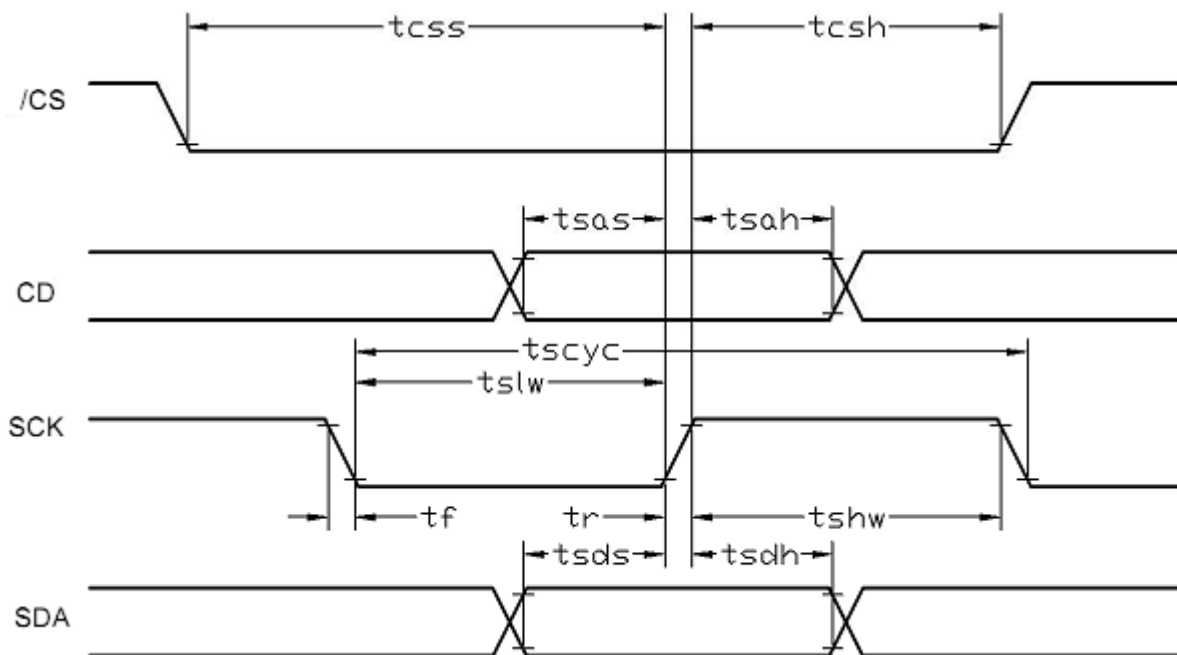 tcss tcsh
/CS
tsas tsah
CD
tscyc
tslw
SCK
tf tr tshw
tsds tsdh
SDA